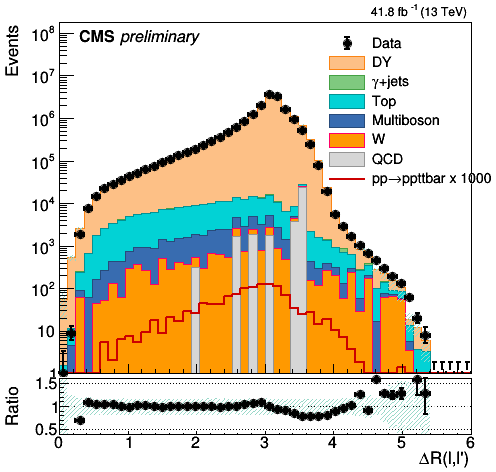 41.8 fb⁻¹ (13 TeV)
CMS preliminary
Events
10⁸
10⁷
10⁶
10⁵
10⁴
10³
10²
10
1
Data
DY
γ+jets
Top
Multiboson
W
QCD
pp→ppttbar x 1000
Ratio
1.5
1
0.5
0 1 2 3 4 5 6
ΔR(l,l')